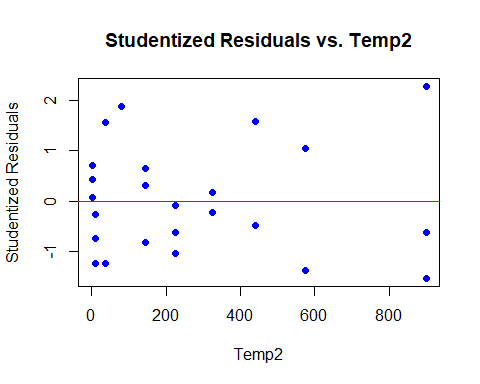 Studentized Residuals vs. Temp2
Studentized Residuals
2
1
0
-1
0 200 400 600 800
Temp2